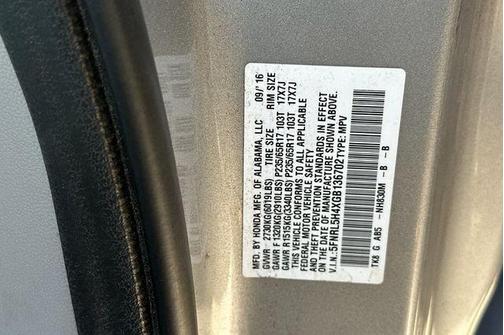 MFD. BY HONDA MFG. OF ALABAMA, LLC 09/'16
GVWR 2730KG(6019LBS) TIRE SIZE RIM SIZE
GAWR F 1320KG(2910LBS) P235/65R17 103T 17X7J
GAWR R 1515KG(3340LBS) P235/65R17 103T 17X7J
THIS VEHICLE CONFORMS TO ALL APPLICABLE
FEDERAL MOTOR VEHICLE SAFETY
AND THEFT PREVENTION STANDARDS IN EFFECT
ON THE DATE OF MANUFACTURE SHOWN ABOVE.
V.I.N.:5FNRL5H4XGB136702 TYPE: MPV
TK8 G AB5 -NH830M - B - B